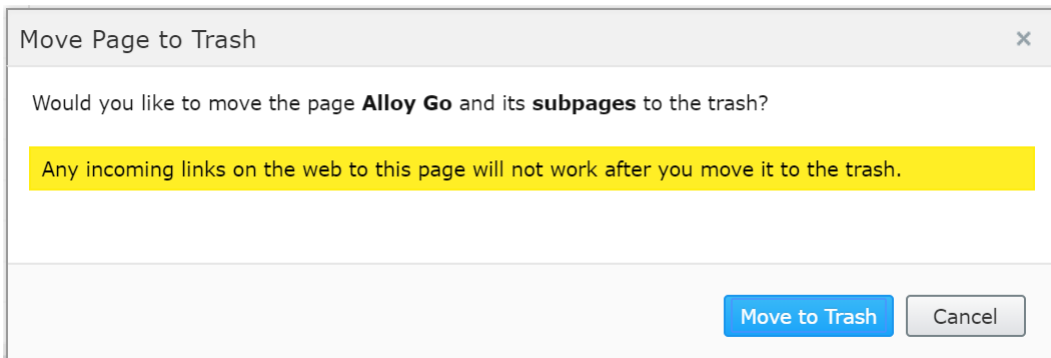 Move Page to Trash
Would you like to move the page Alloy Go and its subpages to the trash?
Any incoming links on the web to this page will not work after you move it to the trash.
Move to Trash Cancel